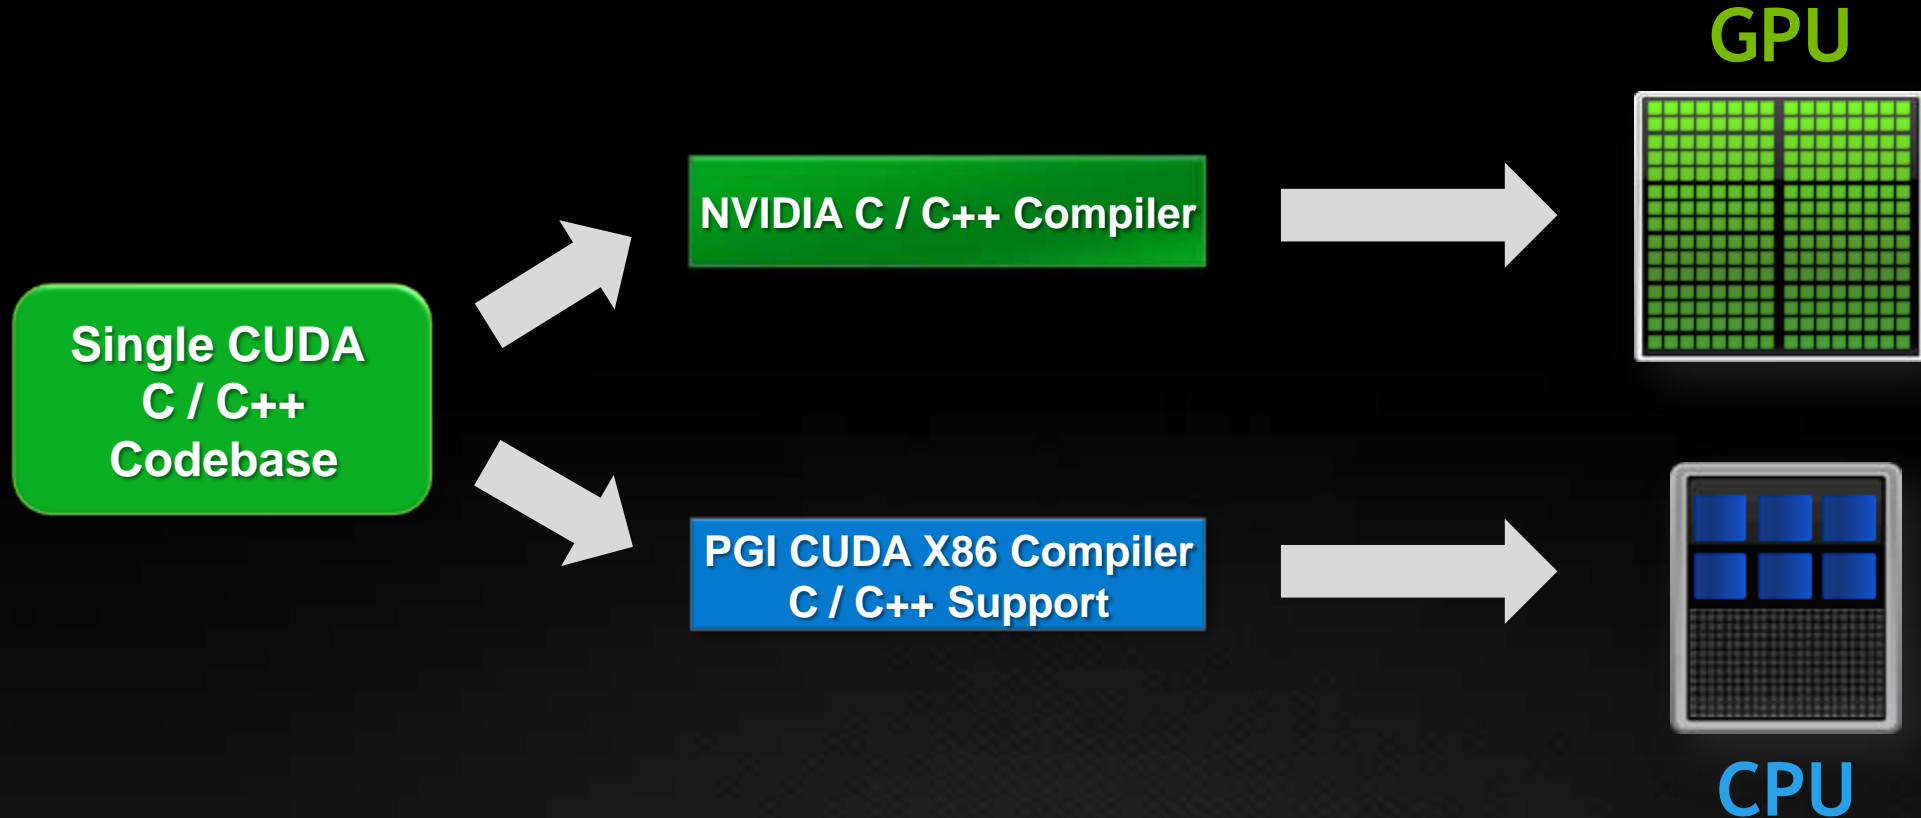 GPU
NVIDIA C / C++ Compiler
Single CUDA
C / C++
Codebase
PGI CUDA X86 Compiler
C / C++ Support
CPU